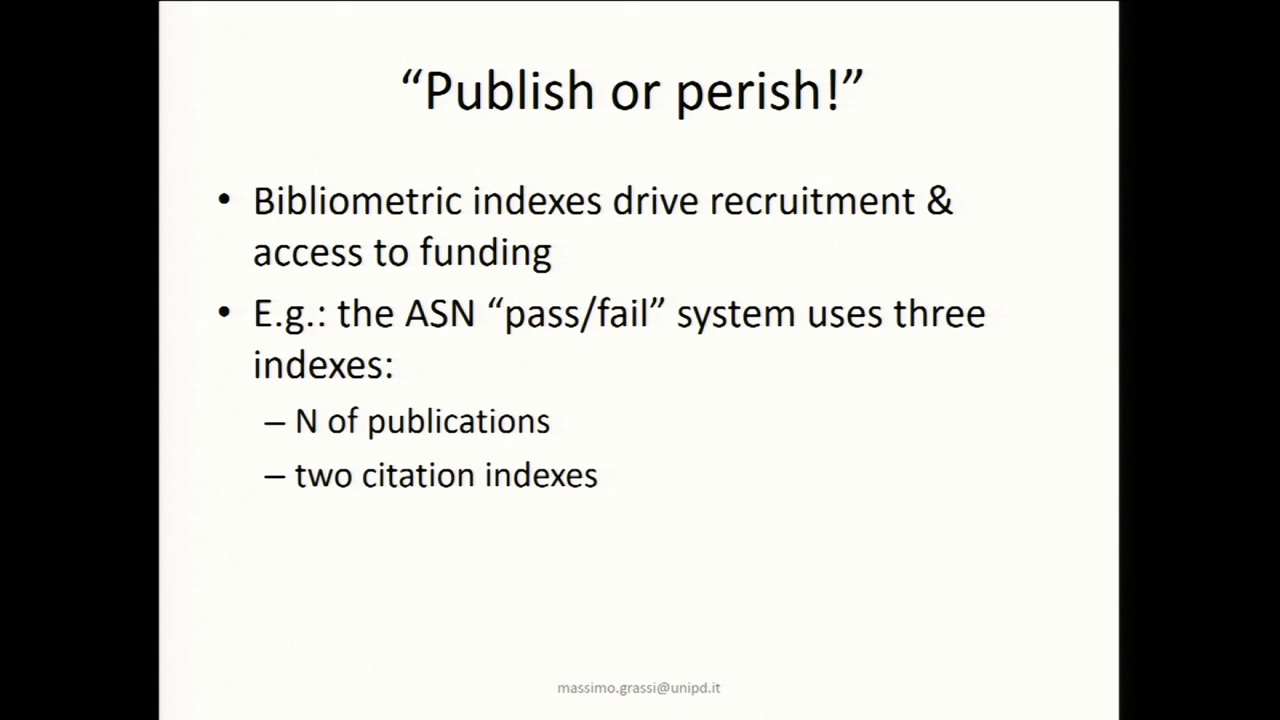 “Publish or perish!”
• Bibliometric indexes drive recruitment &
access to funding
• E.g.: the ASN “pass/fail” system uses three
indexes:
– N of publications
– two citation indexes
massimo.grassi@unipd.it